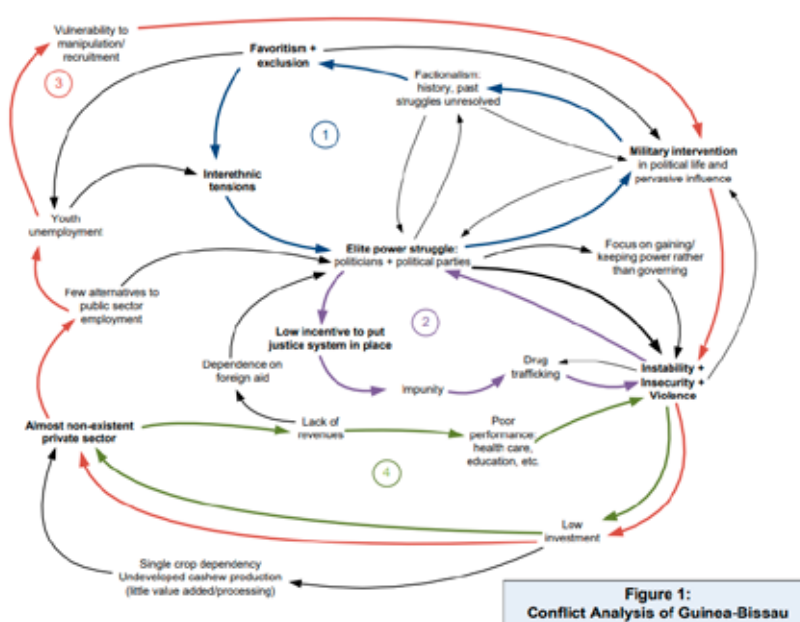 Vulnerability to
manipulation/
recruitment
3
Favoritism +
exclusion
Factionalism:
history, past
struggles unresolved
1
Military intervention
in political life and
pervasive influence
Interethnic
tensions
Youth
unemployment
Elite power struggle:
politicians + political parties
Focus on gaining/
keeping power rather
than governing
Few alternatives to
public sector
employment
2
Low incentive to put
justice system in place
Dependence on
foreign aid
Impunity
Drug
trafficking
Instability +
Insecurity +
Violence
Almost non-existent
private sector
Lack of
revenues
Poor
performance:
health care,
education, etc.
4
Low
investment
Single crop dependency
Undeveloped cashew production
(little value added/processing)
Figure 1:
Conflict Analysis of Guinea-Bissau